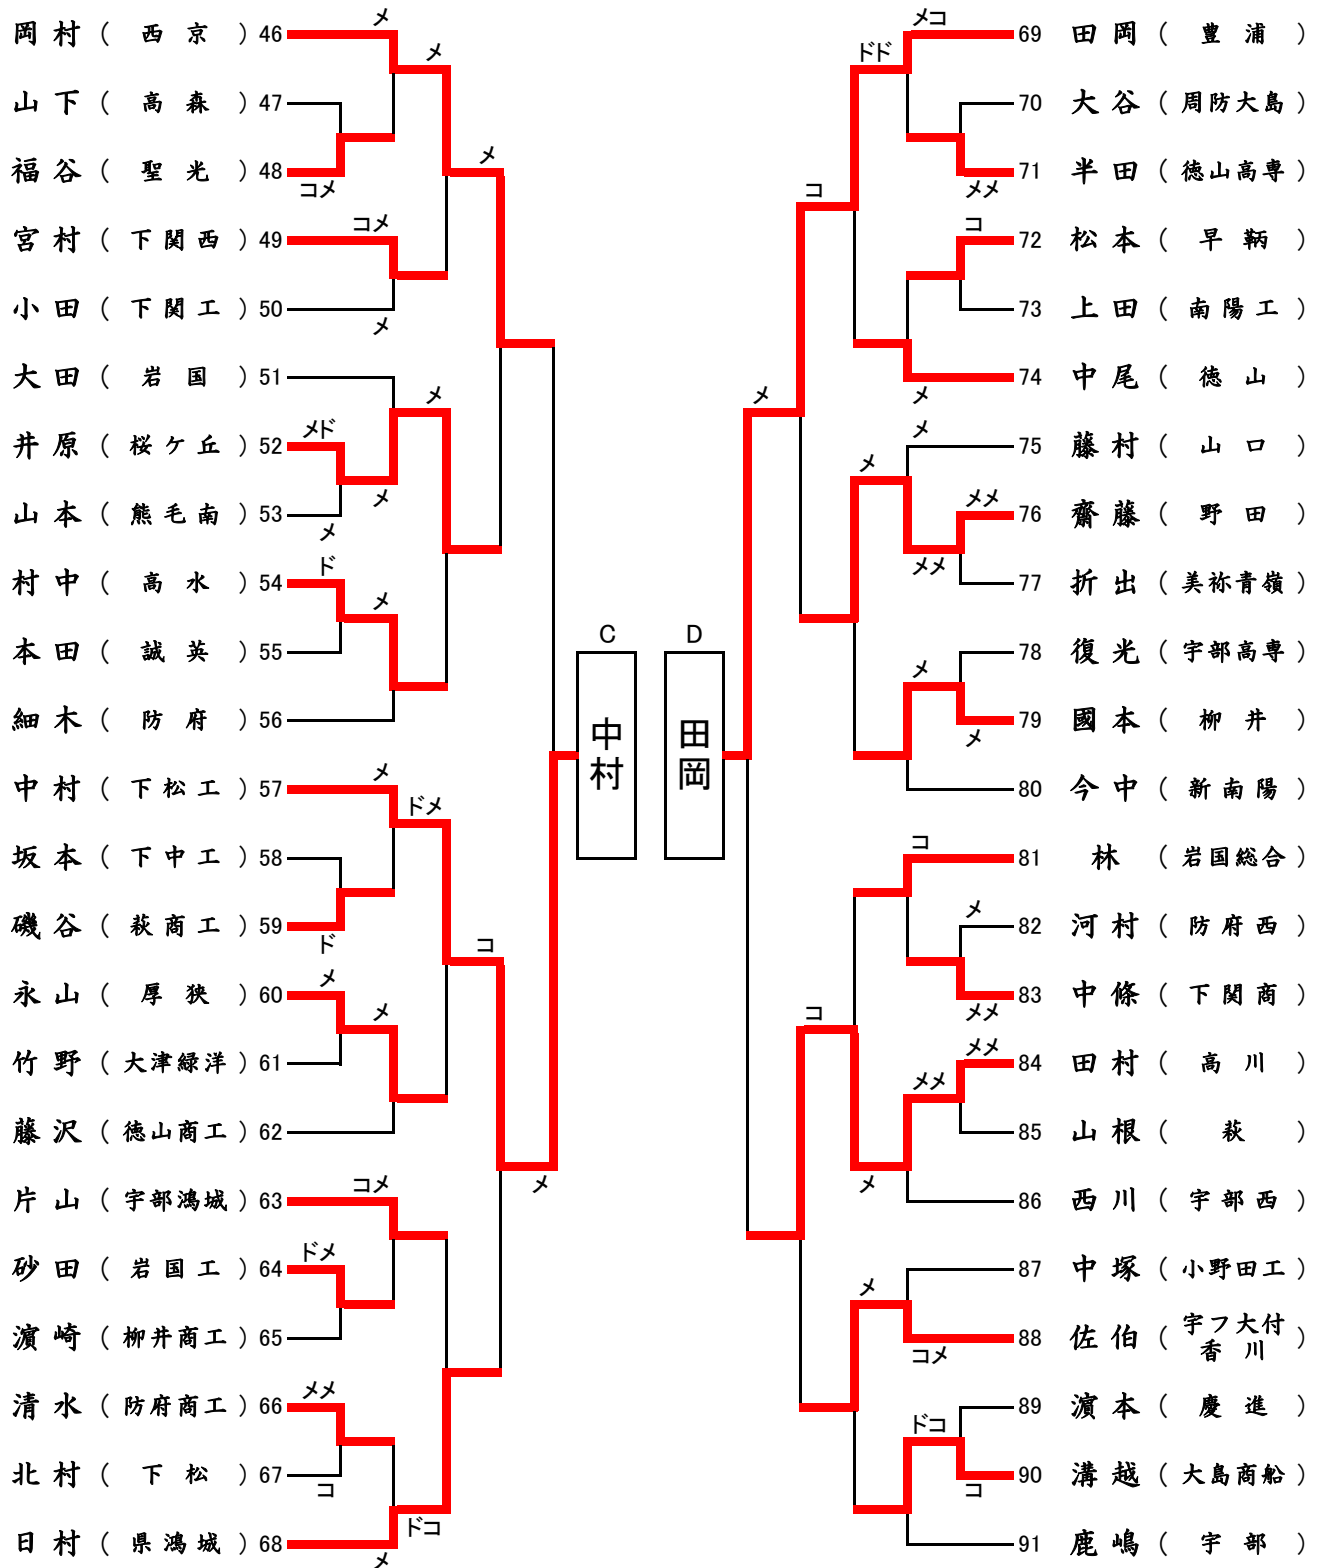 岡村（西京）46
山下（高森）47
福谷（聖光）48
宮村（下関西）49
小田（下関工）50
大田（岩国）51
井原（桜ケ丘）52
山本（熊毛南）53
村中（高水）54
本田（誠英）55
細木（防府）56
中村（下松工）57
坂本（下中工）58
磯谷（萩商工）59
永山（厚狭）60
竹野（大津緑洋）61
藤沢（徳山商工）62
片山（宇部鴻城）63
砂田（岩国工）64
濵崎（柳井商工）65
清水（防府商工）66
北村（下松）67
日村（県鴻城）68
メ
メ
コメ
メ
コメ
メ
メド
メ
メ
メ
ド
メ
メ
ドメ
ド
メ
メ
コ
メ
コメ
ドメ
メメ
コ
ドコ
メ
C
中村
D
田岡
69 田岡（豊浦）
70 大谷（周防大島）
71 半田（徳山高専）
72 松本（早鞆）
73 上田（南陽工）
74 中尾（徳山）
75 藤村（山口）
76 齋藤（野田）
77 折出（美祢青嶺）
78 復光（宇部高専）
79 國本（柳井）
80 今中（新南陽）
81 林（岩国総合）
82 河村（防府西）
83 中條（下関商）
84 田村（高川）
85 山根（萩）
86 西川（宇部西）
87 中塚（小野田工）
88 佐伯（宇フ大付香川）
89 濵本（慶進）
90 溝越（大島商船）
91 鹿嶋（宇部）
メコ
ドド
メメ
コ
コ
メ
メ
メ
メ
メメ
メメ
メ
メ
コ
メ
メメ
コ
メメ
メメ
メ
メ
コメ
ドコ
コ